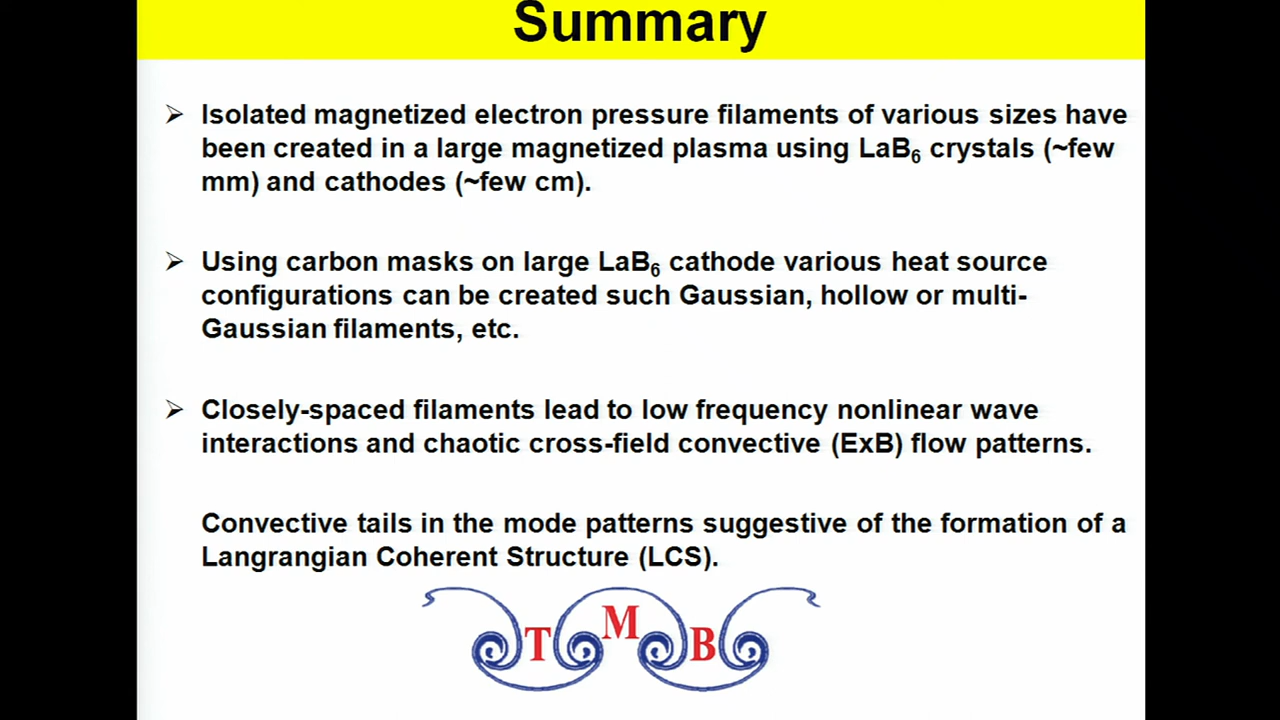 Summary
➢ Isolated magnetized electron pressure filaments of various sizes have
been created in a large magnetized plasma using LaB₆ crystals (~few
mm) and cathodes (~few cm).
➢ Using carbon masks on large LaB₆ cathode various heat source
configurations can be created such Gaussian, hollow or multi-
Gaussian filaments, etc.
➢ Closely-spaced filaments lead to low frequency nonlinear wave
interactions and chaotic cross-field convective (ExB) flow patterns.
Convective tails in the mode patterns suggestive of the formation of a
Langrangian Coherent Structure (LCS).
T M B